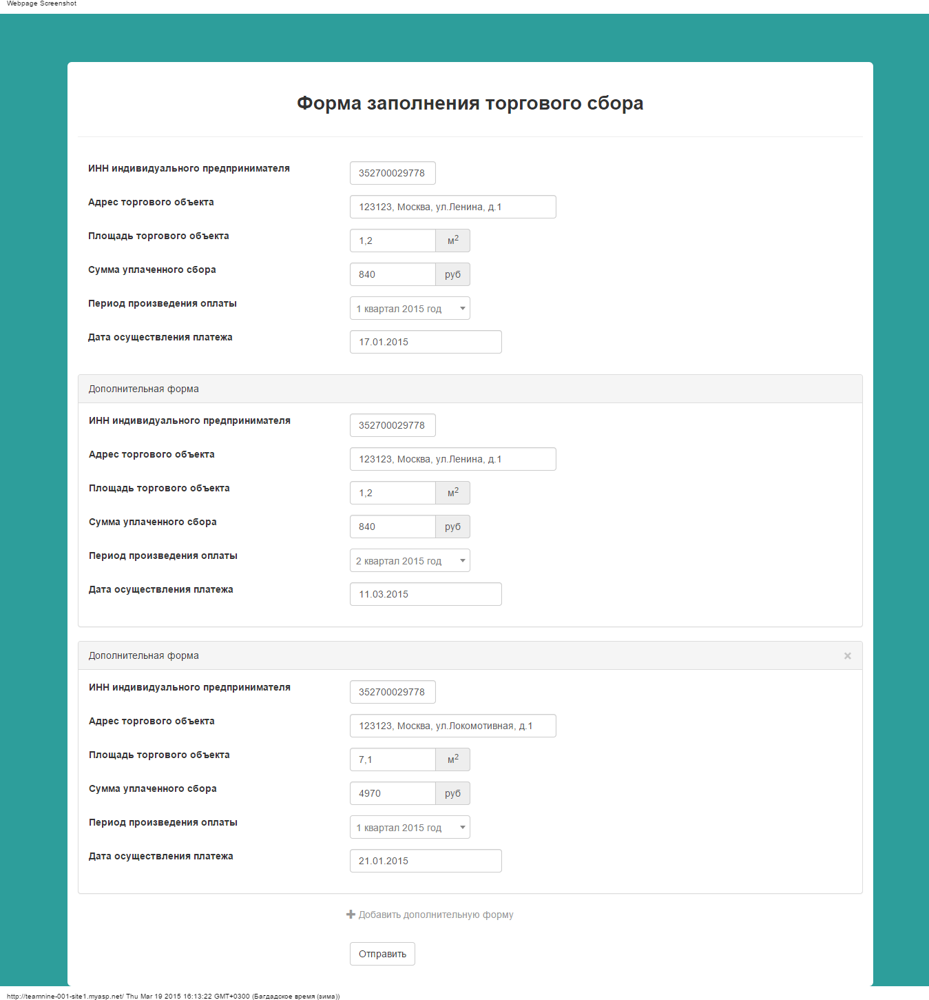 Webpage Screenshot
Форма заполнения торгового сбора
ИНН индивидуального предпринимателя 352700029778
Адрес торгового объекта 123123, Москва, ул.Ленина, д.1
Площадь торгового объекта 1,2 м²
Сумма уплаченного сбора 840 руб
Период произведения оплаты 1 квартал 2015 год
Дата осуществления платежа 17.01.2015
Дополнительная форма
ИНН индивидуального предпринимателя 352700029778
Адрес торгового объекта 123123, Москва, ул.Ленина, д.1
Площадь торгового объекта 1,2 м²
Сумма уплаченного сбора 840 руб
Период произведения оплаты 2 квартал 2015 год
Дата осуществления платежа 11.03.2015
Дополнительная форма ×
ИНН индивидуального предпринимателя 352700029778
Адрес торгового объекта 123123, Москва, ул.Локомотивная, д.1
Площадь торгового объекта 7,1 м²
Сумма уплаченного сбора 4970 руб
Период произведения оплаты 1 квартал 2015 год
Дата осуществления платежа 21.01.2015
+ Добавить дополнительную форму
Отправить
http://teamnine-001-site1.myasp.net/ Thu Mar 19 2015 16:13:22 GMT+0300 (Багдадское время (зима))